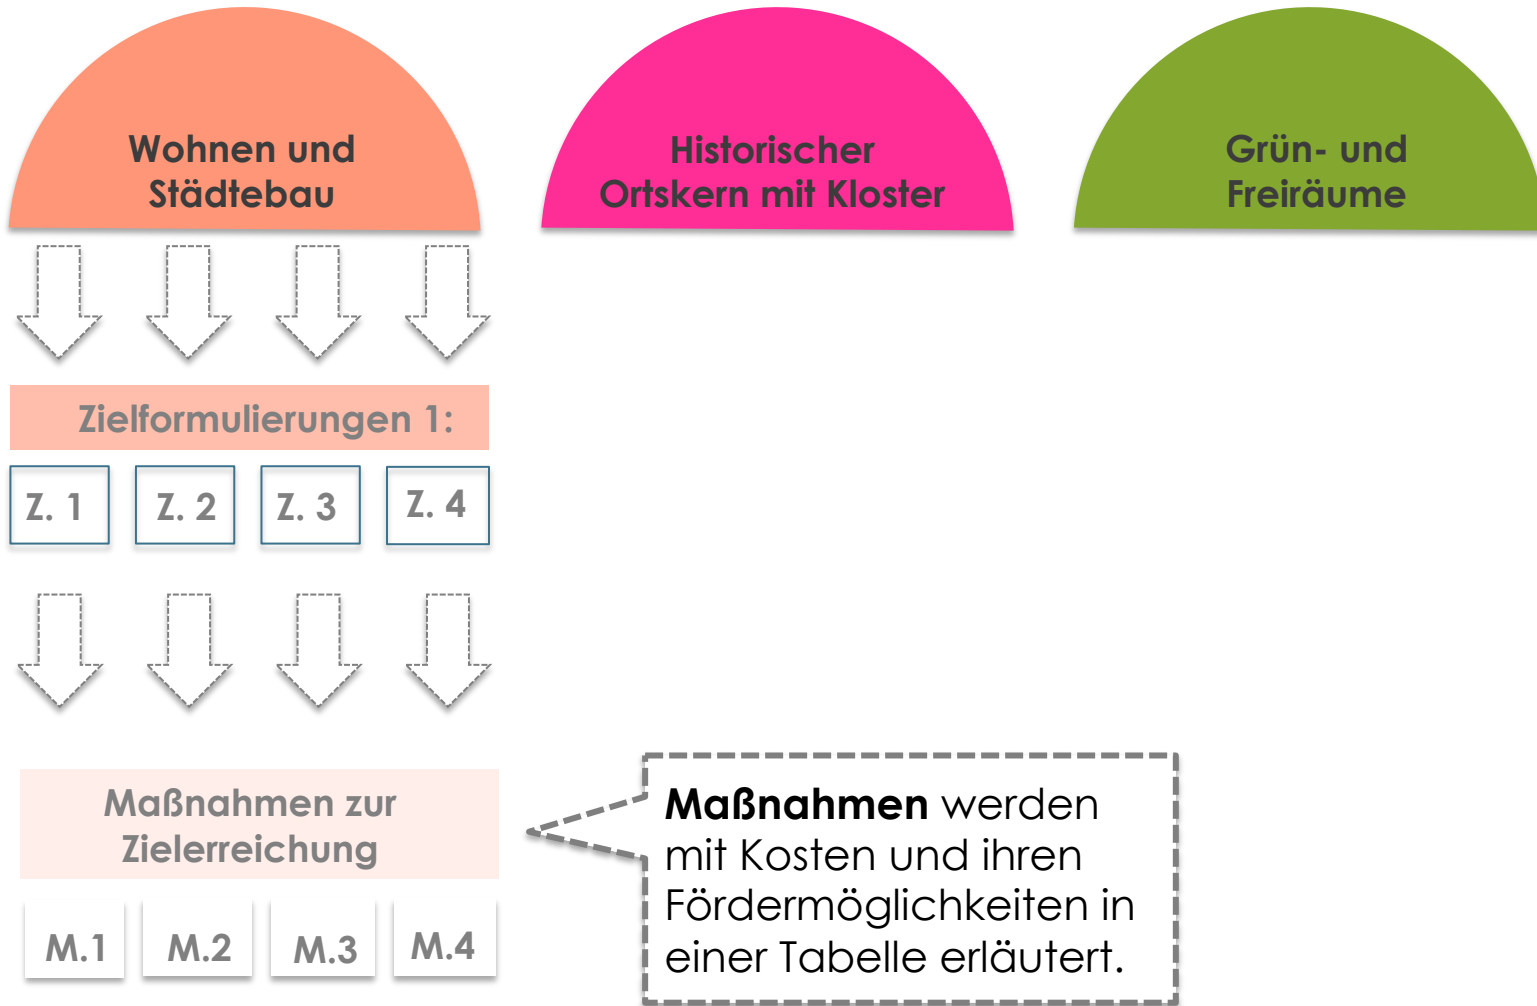 Wohnen und
Städtebau
Historischer
Ortskern mit Kloster
Grün- und
Freiräume
Zielformulierungen 1:
Z. 1
Z. 2
Z. 3
Z. 4
Maßnahmen zur
Zielerreichung
Maßnahmen werden
mit Kosten und ihren
Fördermöglichkeiten in
einer Tabelle erläutert.
M.1
M.2
M.3
M.4